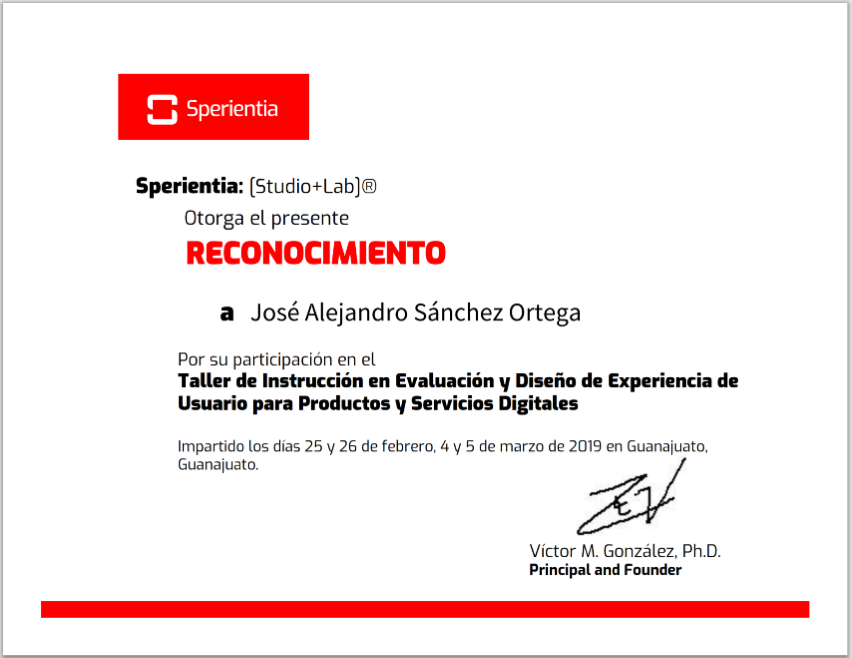 Sperientia
Sperientia: [Studio+Lab]®
Otorga el presente
RECONOCIMIENTO
a José Alejandro Sánchez Ortega
Por su participación en el
Taller de Instrucción en Evaluación y Diseño de Experiencia de
Usuario para Productos y Servicios Digitales
Impartido los días 25 y 26 de febrero, 4 y 5 de marzo de 2019 en Guanajuato,
Guanajuato.
Víctor M. González, Ph.D.
Principal and Founder